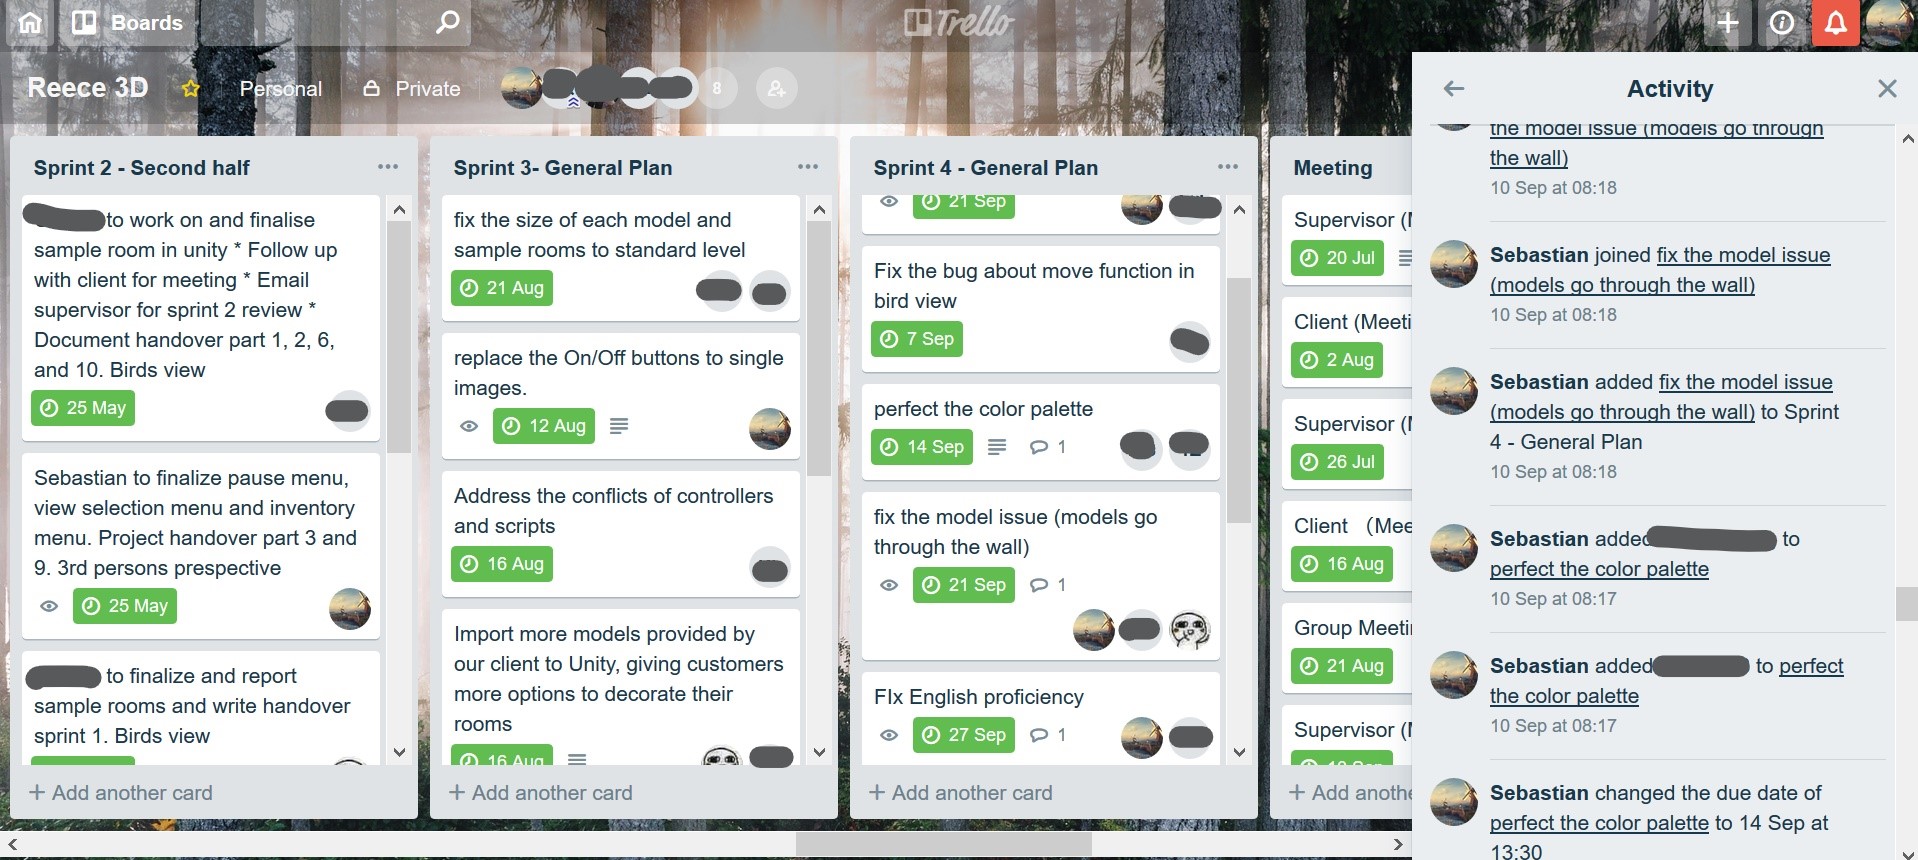 Boards
Trello
Reece 3D
Personal
Private
8
Sprint 2 - Second half
to work on and finalise
sample room in unity * Follow up
with client for meeting * Email
supervisor for sprint 2 review *
Document handover part 1, 2, 6,
and 10. Birds view
25 May
Sebastian to finalize pause menu,
view selection menu and inventory
menu. Project handover part 3 and
9. 3rd persons prespective
25 May
to finalize and report
sample rooms and write handover
sprint 1. Birds view
+ Add another card
Sprint 3- General Plan
fix the size of each model and
sample rooms to standard level
21 Aug
replace the On/Off buttons to single
images.
12 Aug
Address the conflicts of controllers
and scripts
16 Aug
Import more models provided by
our client to Unity, giving customers
more options to decorate their
rooms
16 Aug
+ Add another card
Sprint 4 - General Plan
21 Sep
Fix the bug about move function in
bird view
7 Sep
perfect the color palette
14 Sep 1
fix the model issue (models go
through the wall)
21 Sep 1
FIx English proficiency
27 Sep 1
+ Add another card
Meeting
Supervisor
20 Jul
Client
2 Aug
Supervisor
26 Jul
Client
16 Aug
Group
21 Aug
Supervisor
+ Add
Activity
the model issue (models go through
the wall)
10 Sep at 08:18
Sebastian joined fix the model issue
(models go through the wall)
10 Sep at 08:18
Sebastian added fix the model issue
(models go through the wall) to Sprint
4 - General Plan
10 Sep at 08:18
Sebastian added to
perfect the color palette
10 Sep at 08:17
Sebastian added to perfect
the color palette
10 Sep at 08:17
Sebastian changed the due date of
perfect the color palette to 14 Sep at
13:30